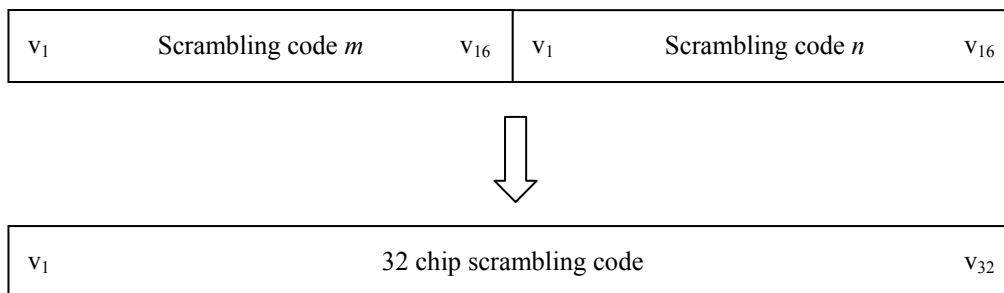 v₁ Scrambling code m v₁₆ v₁ Scrambling code n v₁₆
v₁ 32 chip scrambling code v₃₂